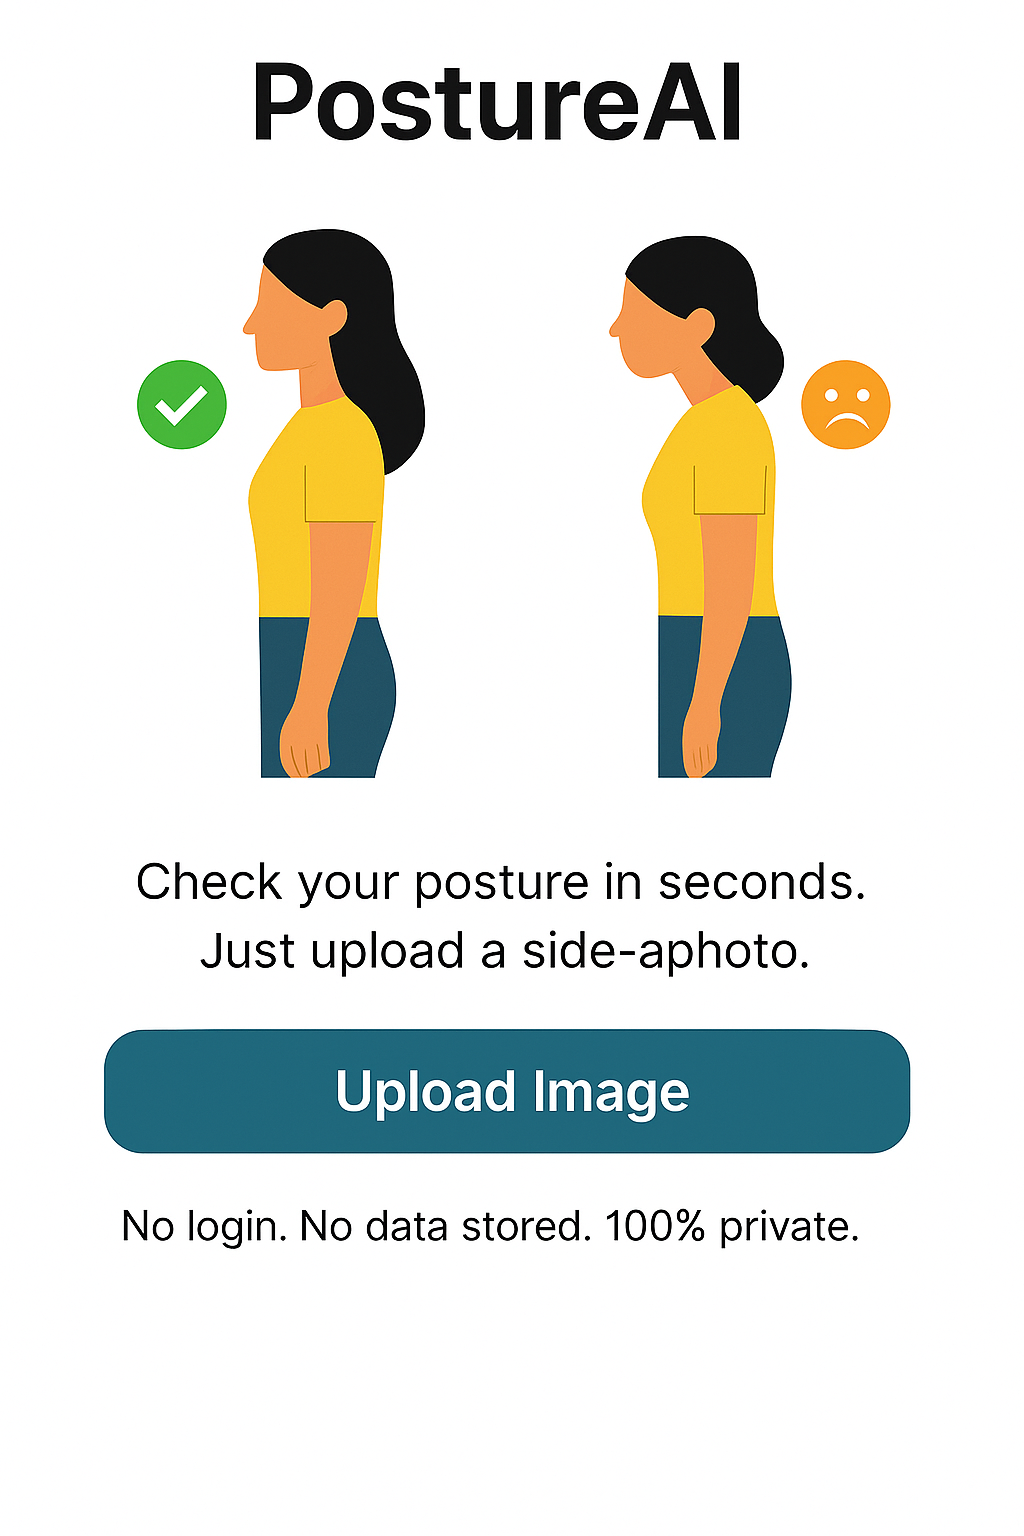 PostureAI
Check your posture in seconds.
Just upload a side-aphoto.
Upload Image
No login. No data stored. 100% private.